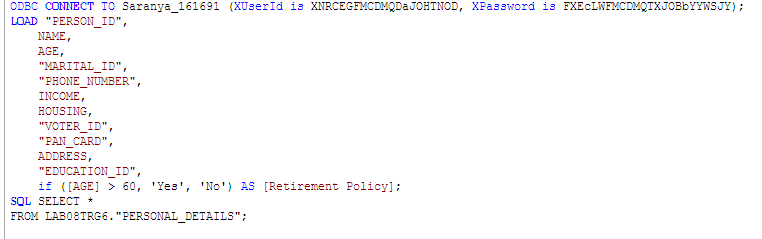 ODBC CONNECT TO Saranya_161691 (XUserId is XNRCEGFMCDMQDaJOHTNOD, XPassword is FXEcLWFMCDMQTXJOBbYYWSJY);
LOAD "PERSON_ID",
NAME,
AGE,
"MARITAL_ID",
"PHONE_NUMBER",
INCOME,
HOUSING,
"VOTER_ID",
"PAN_CARD",
ADDRESS,
"EDUCATION_ID",
if ([AGE] > 60, 'Yes', 'No') AS [Retirement Policy];
SQL SELECT *
FROM LAB08TRG6."PERSONAL_DETAILS";